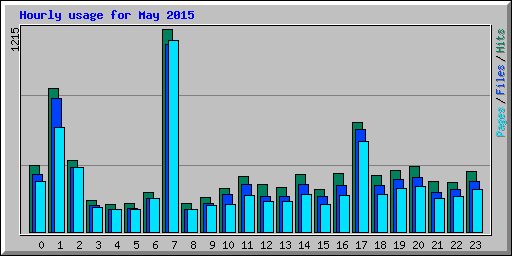 Hourly usage for May 2015
1215
Pages/Files/Hits
0 1 2 3 4 5 6 7 8 9 10 11 12 13 14 15 16 17 18 19 20 21 22 23